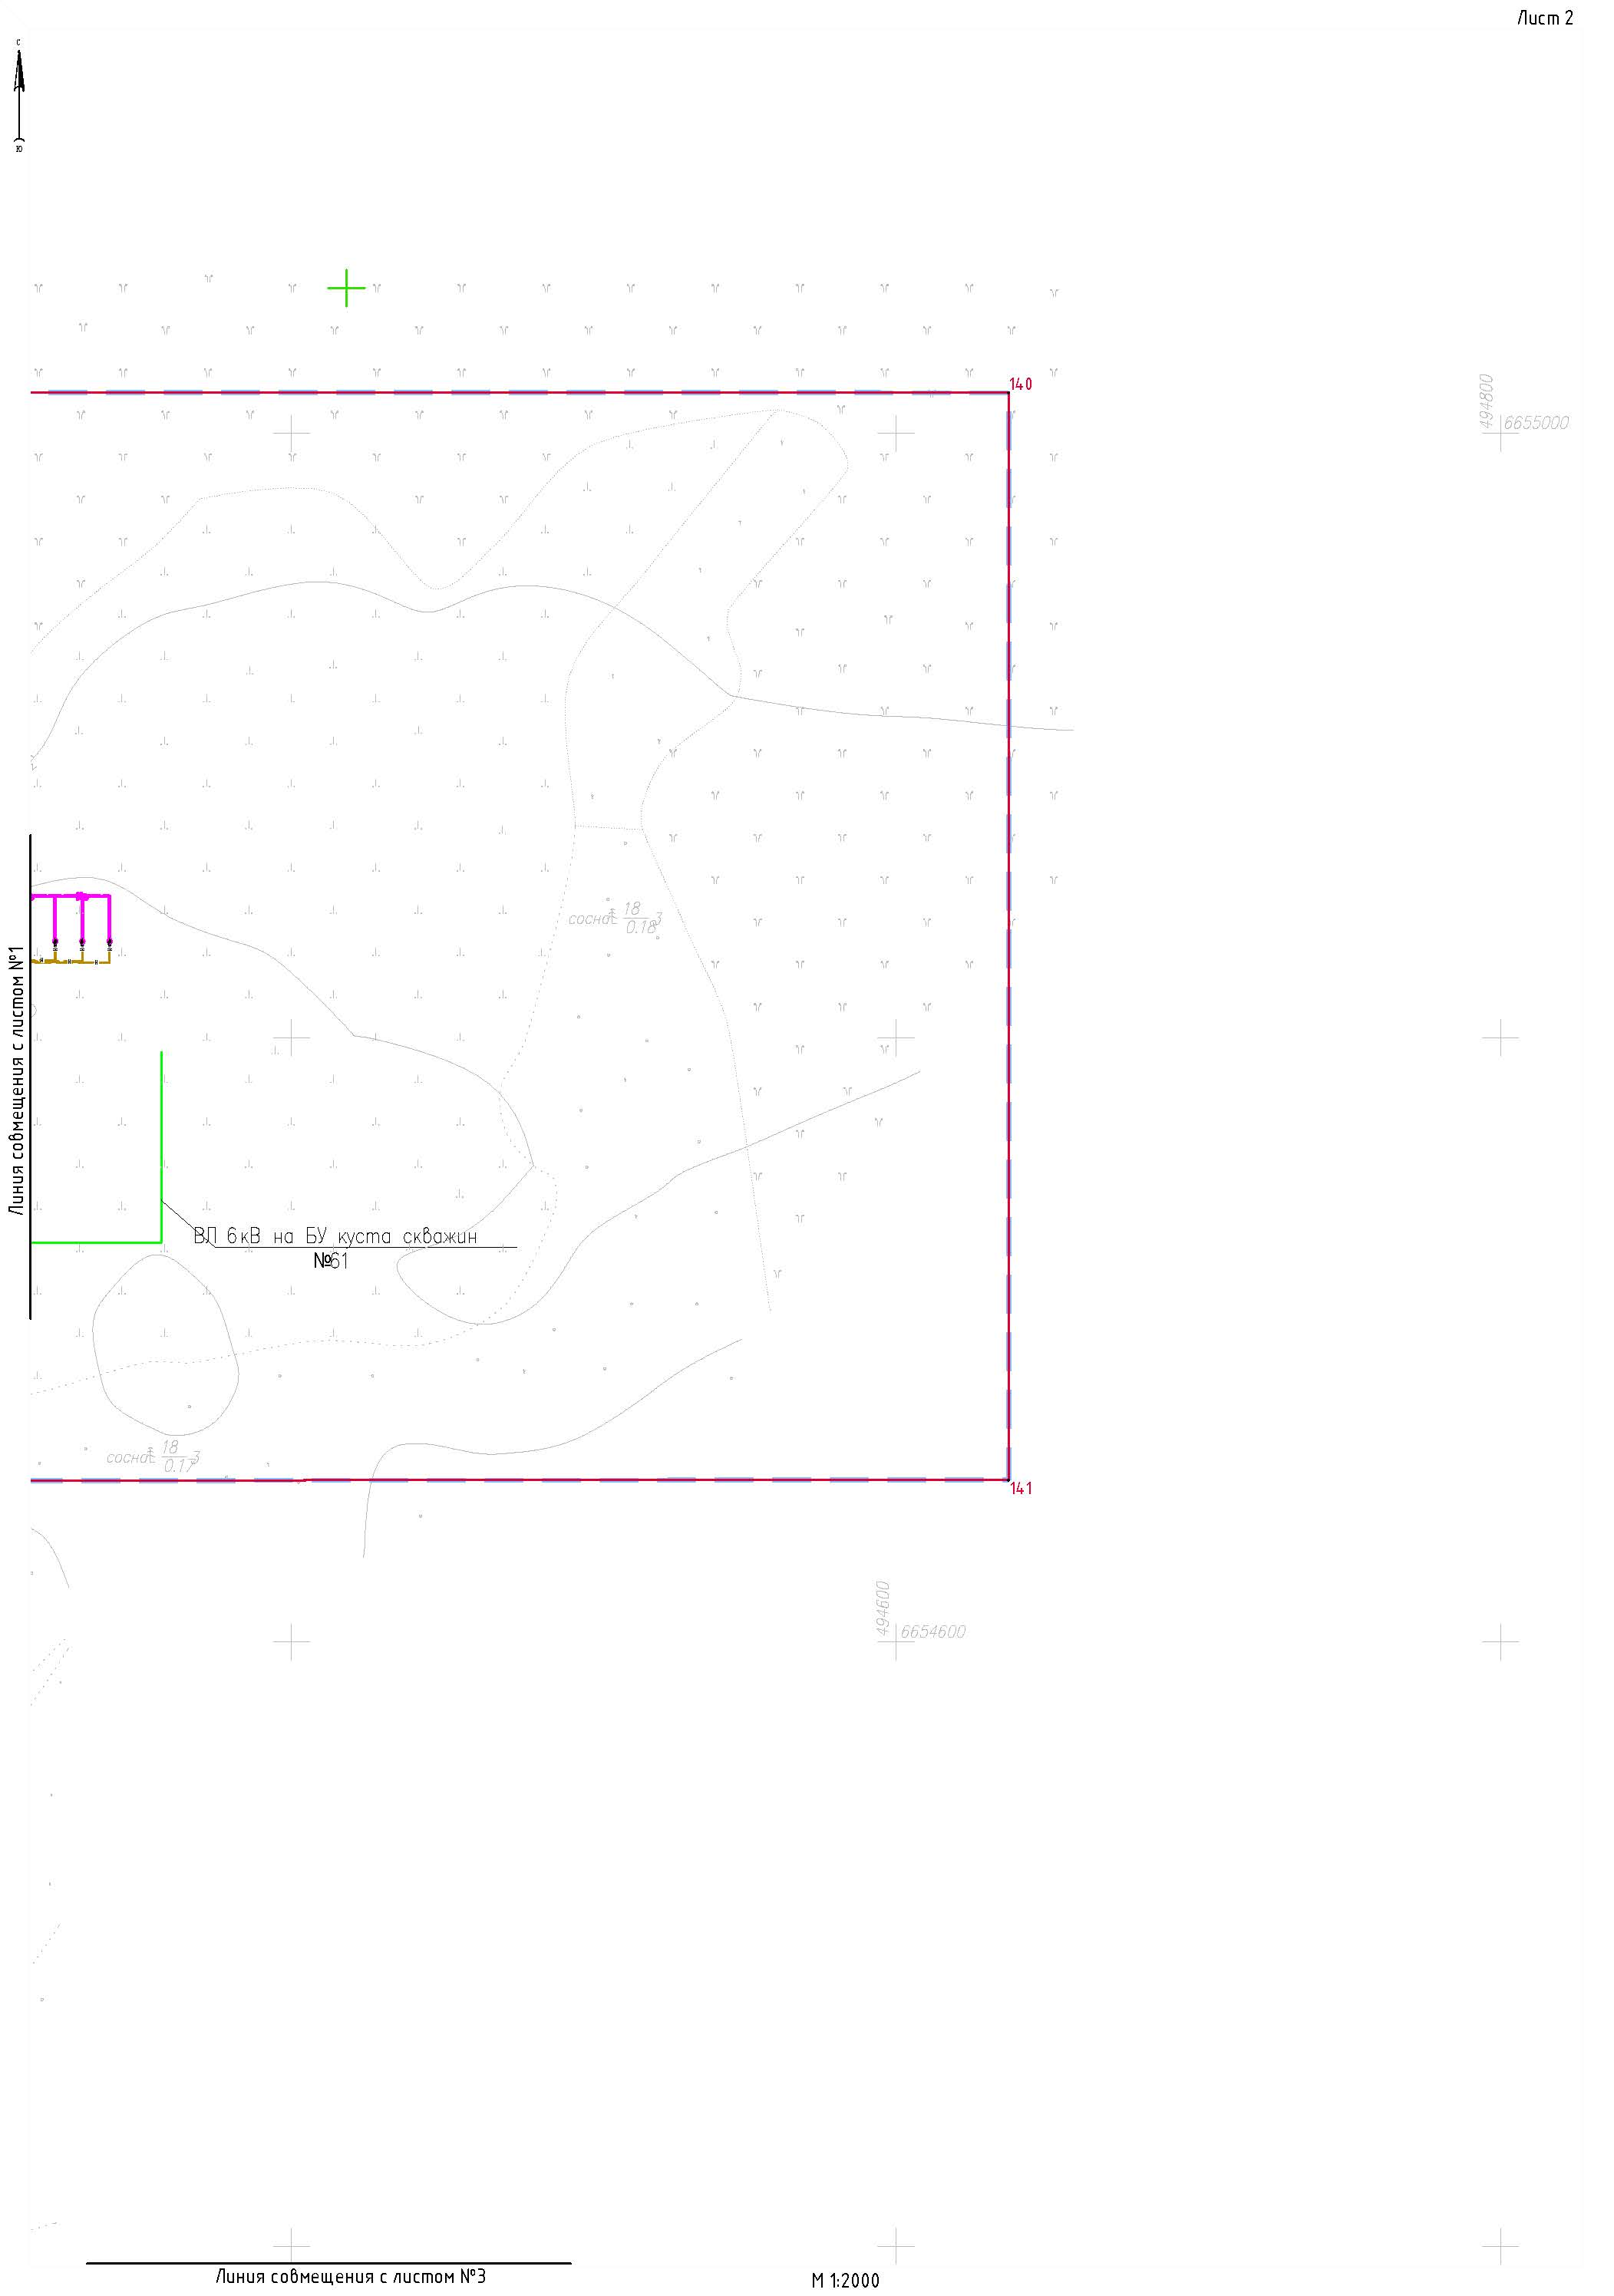 Лист 2
С
Ю
140
494800
6655000
сосна 18 3
0.18
Линия совмещения с листом №1
н н н
н н н
ВЛ 6кВ на БУ куста скважин
№61
сосна 18 3
0.17
141
494600
6654600
Линия совмещения с листом №3
М 1:2000